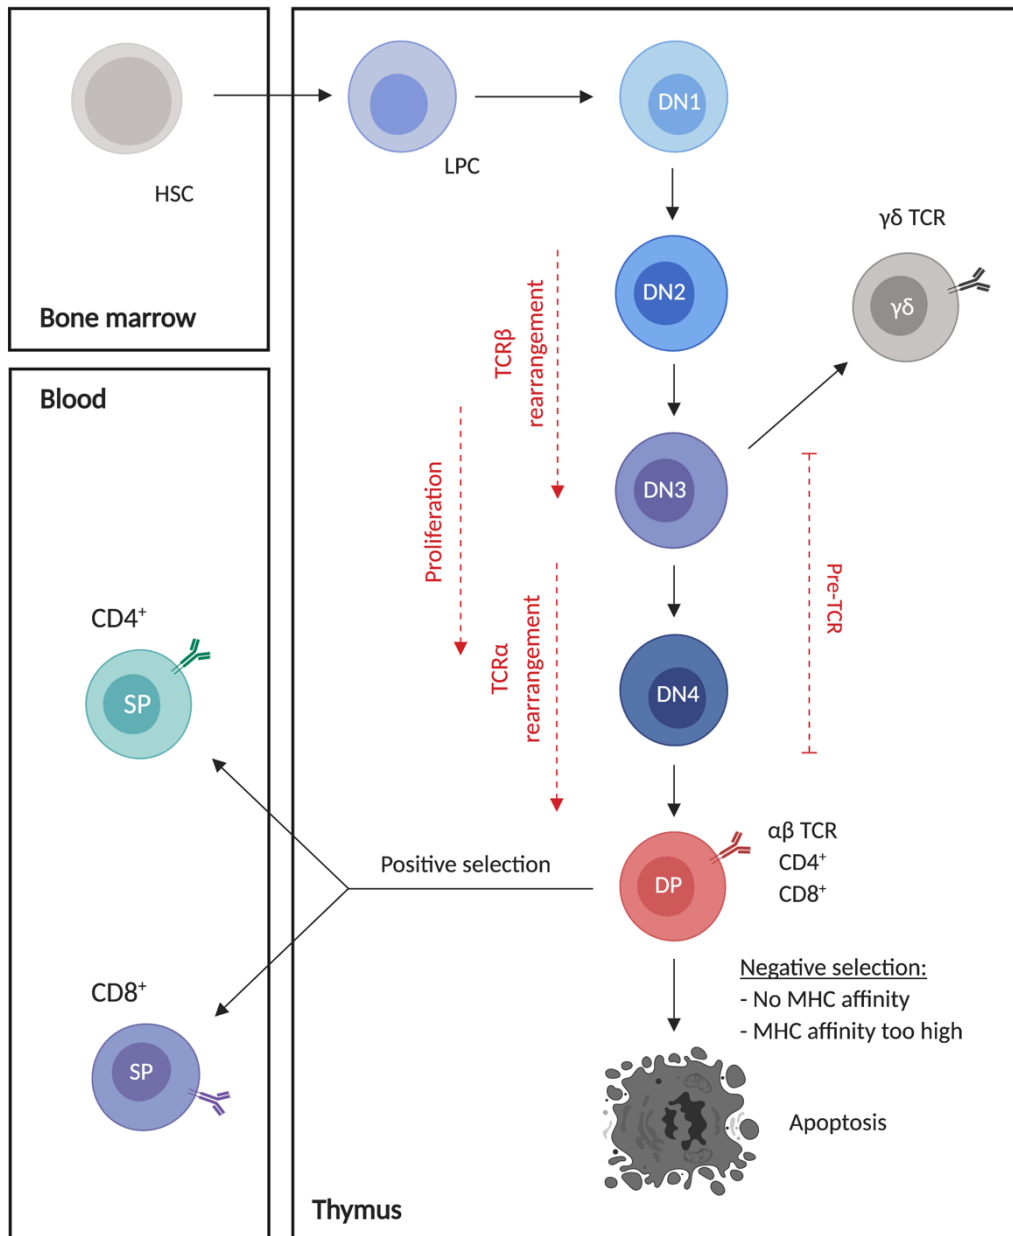 HSC
Bone marrow
LPC
DN1
DN2
γδ TCR
γδ
TCRβ
rearrangement
DN3
Proliferation
Pre-TCR
TCRα
rearrangement
DN4
Blood
CD4⁺
SP
Positive selection
DP
αβ TCR
CD4⁺
CD8⁺
CD8⁺
SP
Negative selection:
- No MHC affinity
- MHC affinity too high
Apoptosis
Thymus